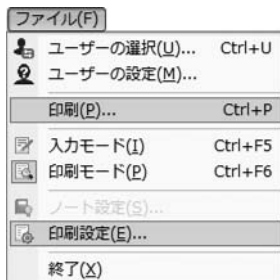 ファイル(F)
ユーザーの選択(U)... Ctrl+U
ユーザーの設定(M)...
印刷(P)... Ctrl+P
入力モード(I) Ctrl+F5
印刷モード(P) Ctrl+F6
ノート設定(S)...
印刷設定(E)...
終了(X)